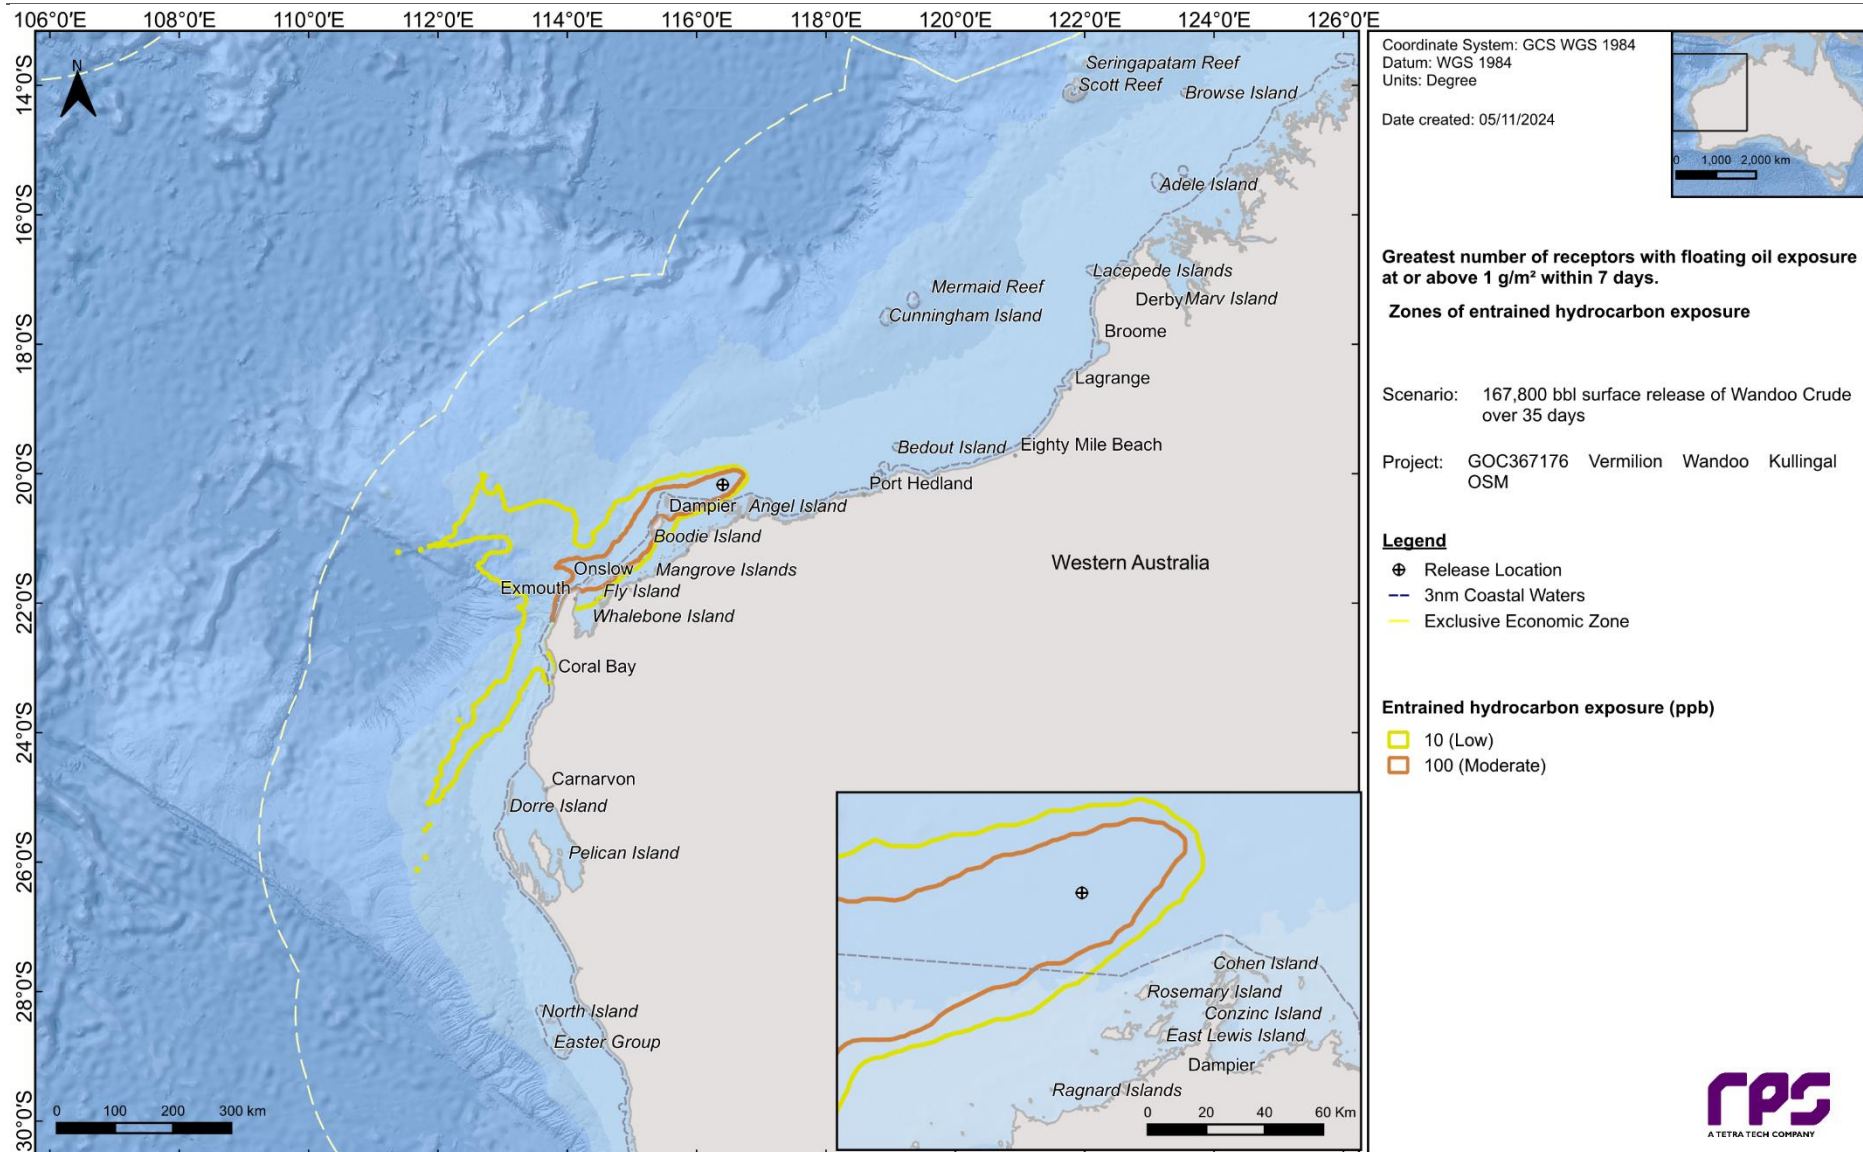 106°0'E 108°0'E 110°0'E 112°0'E 114°0'E 116°0'E 118°0'E 120°0'E 122°0'E 124°0'E 126°0'E
14°0'S
16°0'S
18°0'S
20°0'S
22°0'S
24°0'S
26°0'S
28°0'S
30°0'S
N
Seringapatam Reef
Scott Reef
Browse Island
Adele Island
Lacepede Islands
Mermaid Reef
Derby Mary Island
Cunningham Island
Broome
Lagrange
Bedout Island
Eighty Mile Beach
Port Hedland
Dampier
Angel Island
Boodie Island
Western Australia
Onslow
Mangrove Islands
Exmouth
Fly Island
Whalebone Island
Coral Bay
Carnarvon
Dorre Island
Pelican Island
North Island
Easter Group
0 100 200 300 km
Cohen Island
Rosemary Island
Conzinc Island
East Lewis Island
Dampier
Ragnard Islands
0 20 40 60 Km
Coordinate System: GCS WGS 1984
Datum: WGS 1984
Units: Degree
Date created: 05/11/2024
0 1,000 2,000 km
Greatest number of receptors with floating oil exposure
at or above 1 g/m² within 7 days.
Zones of entrained hydrocarbon exposure
Scenario: 167,800 bbl surface release of Wandoo Crude
over 35 days
Project: GOC367176 Vermilion Wandoo Kullingal
OSM
Legend
Release Location
3nm Coastal Waters
Exclusive Economic Zone
Entrained hydrocarbon exposure (ppb)
10 (Low)
100 (Moderate)
rps
A TETRA TECH COMPANY